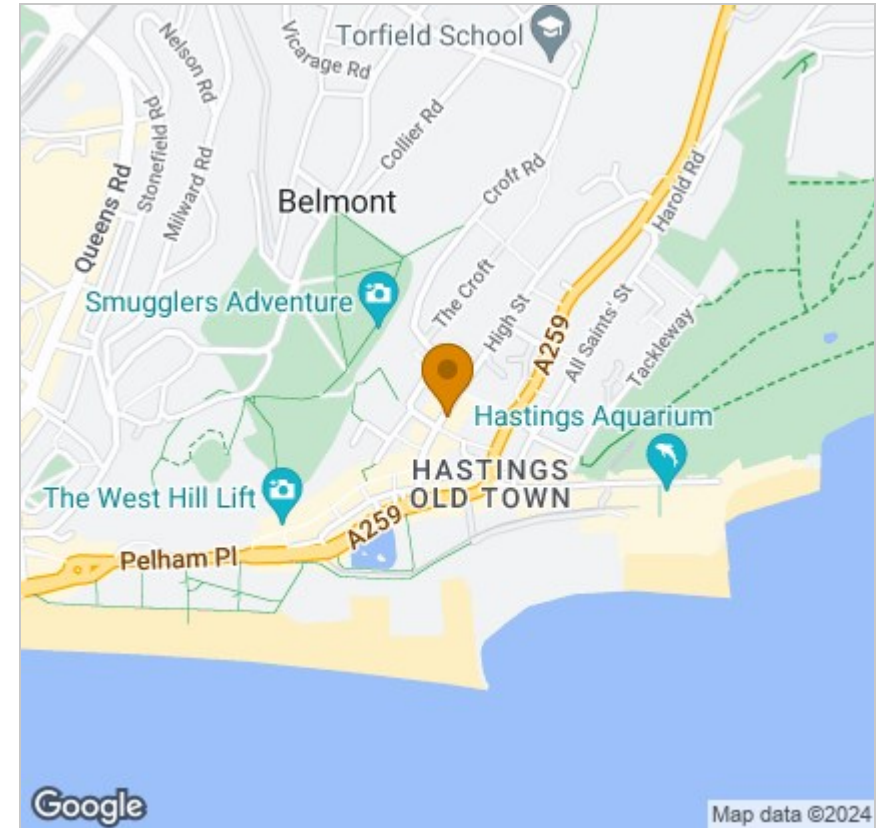 Torfield School
Nelson Rd
Vicarage Rd
Collier Rd
Stonefield Rd
Milward Rd
Queens Rd
Belmont
Croft Rd
Harold Rd
Smugglers Adventure
The Croft
High St
A259
All Saints' St
Tackleway
Hastings Aquarium
HASTINGS
OLD TOWN
The West Hill Lift
A259
Pelham Pl
Google
Map data ©2024